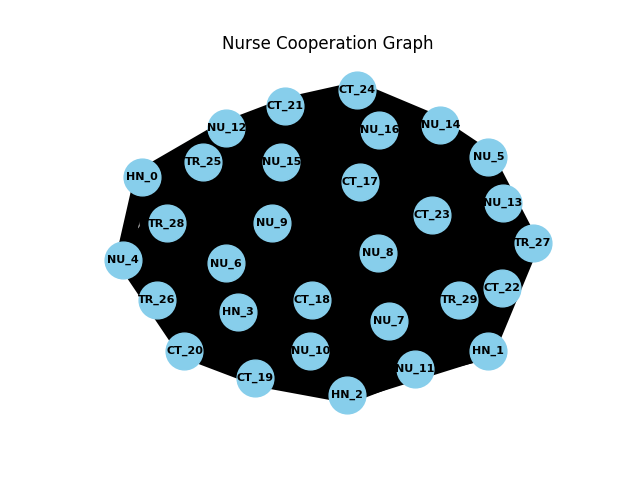 Nurse Cooperation Graph
CT_24
CT_21
NU_12
NU_16
NU_14
TR_25
NU_15
NU_5
HN_0
CT_17
NU_13
TR_28
NU_9
CT_23
TR_27
NU_4
NU_6
NU_8
CT_22
TR_26
HN_3
CT_18
TR_29
NU_7
CT_20
NU_10
HN_1
CT_19
NU_11
HN_2